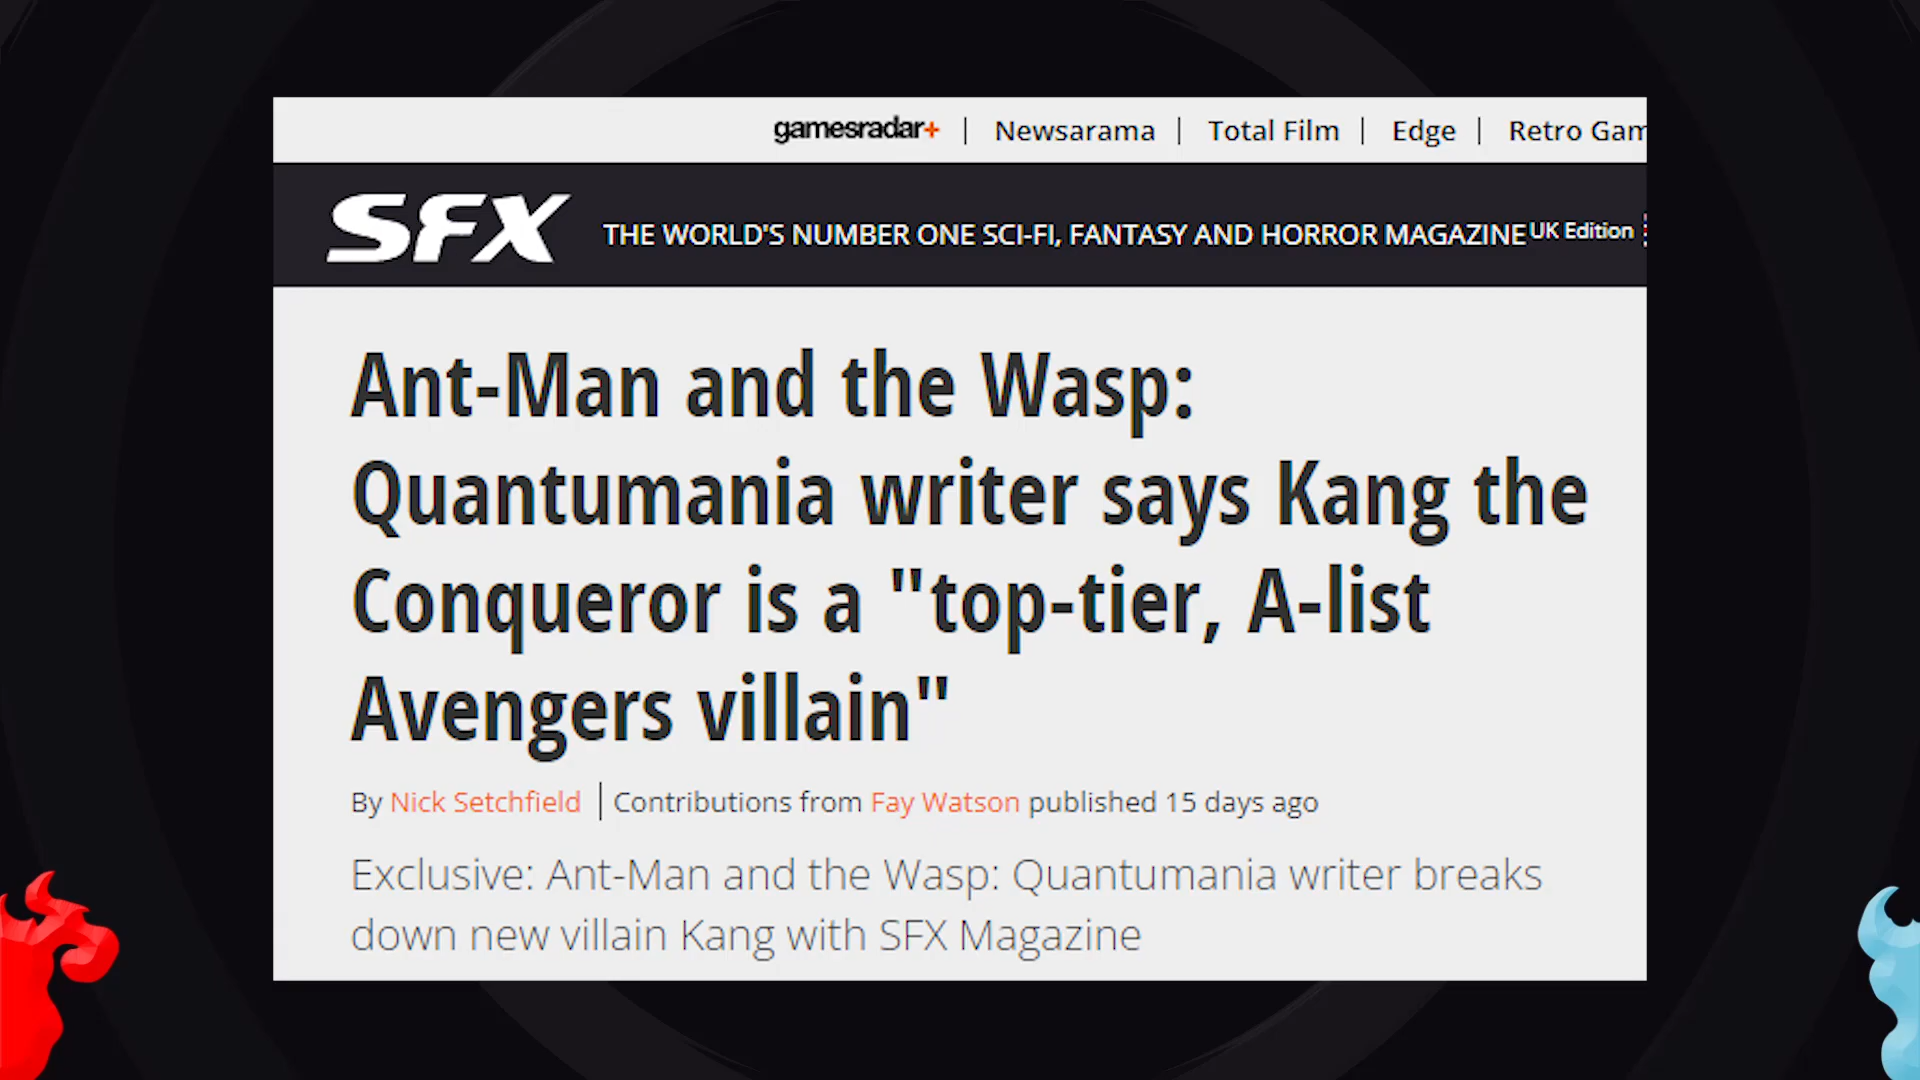 gamesradar+ | Newsarama | Total Film | Edge | Retro Gam
SFX THE WORLD'S NUMBER ONE SCI-FI, FANTASY AND HORROR MAGAZINE UK Edition
Ant-Man and the Wasp:
Quantumania writer says Kang the
Conqueror is a "top-tier, A-list
Avengers villain"
By Nick Setchfield | Contributions from Fay Watson published 15 days ago
Exclusive: Ant-Man and the Wasp: Quantumania writer breaks
down new villain Kang with SFX Magazine